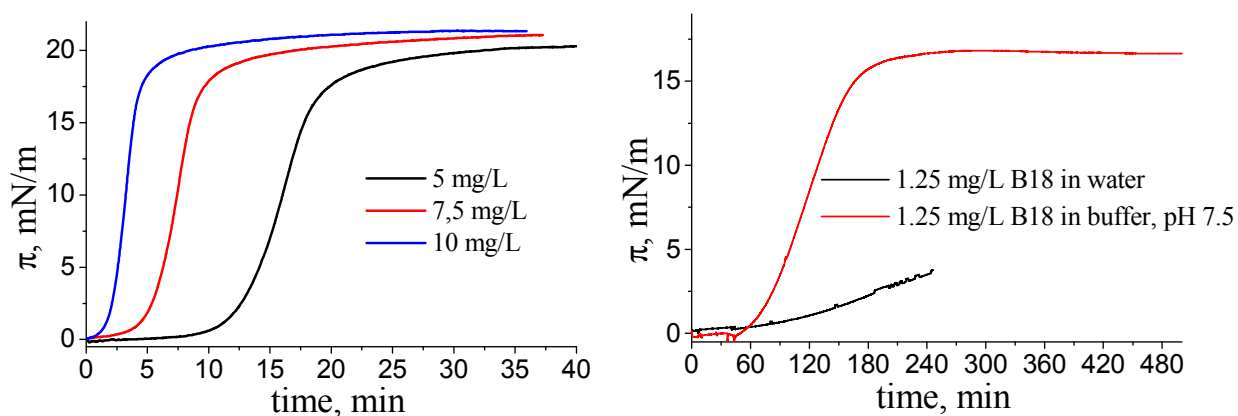 π, mN/m
20
15
10
5
0
5 mg/L
7,5 mg/L
10 mg/L
0 5 10 15 20 25 30 35 40
time, min
π, mN/m
15
10
5
0
1.25 mg/L B18 in water
1.25 mg/L B18 in buffer, pH 7.5
0 60 120 180 240 300 360 420 480
time, min